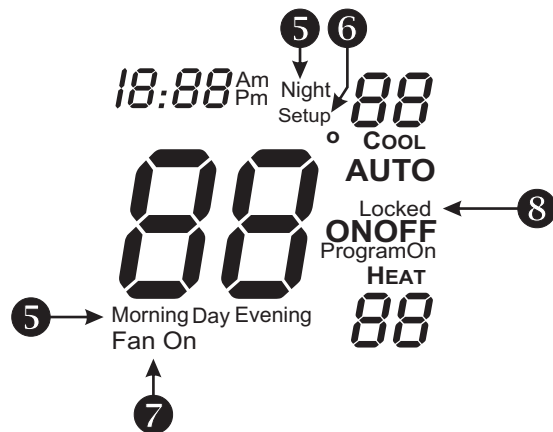 5 6
18:88 Am Pm Night Setup 88
° COOL
AUTO
88
Locked 8
ONOFF
ProgramOn
HEAT
5 Morning Day Evening 88
Fan On
7